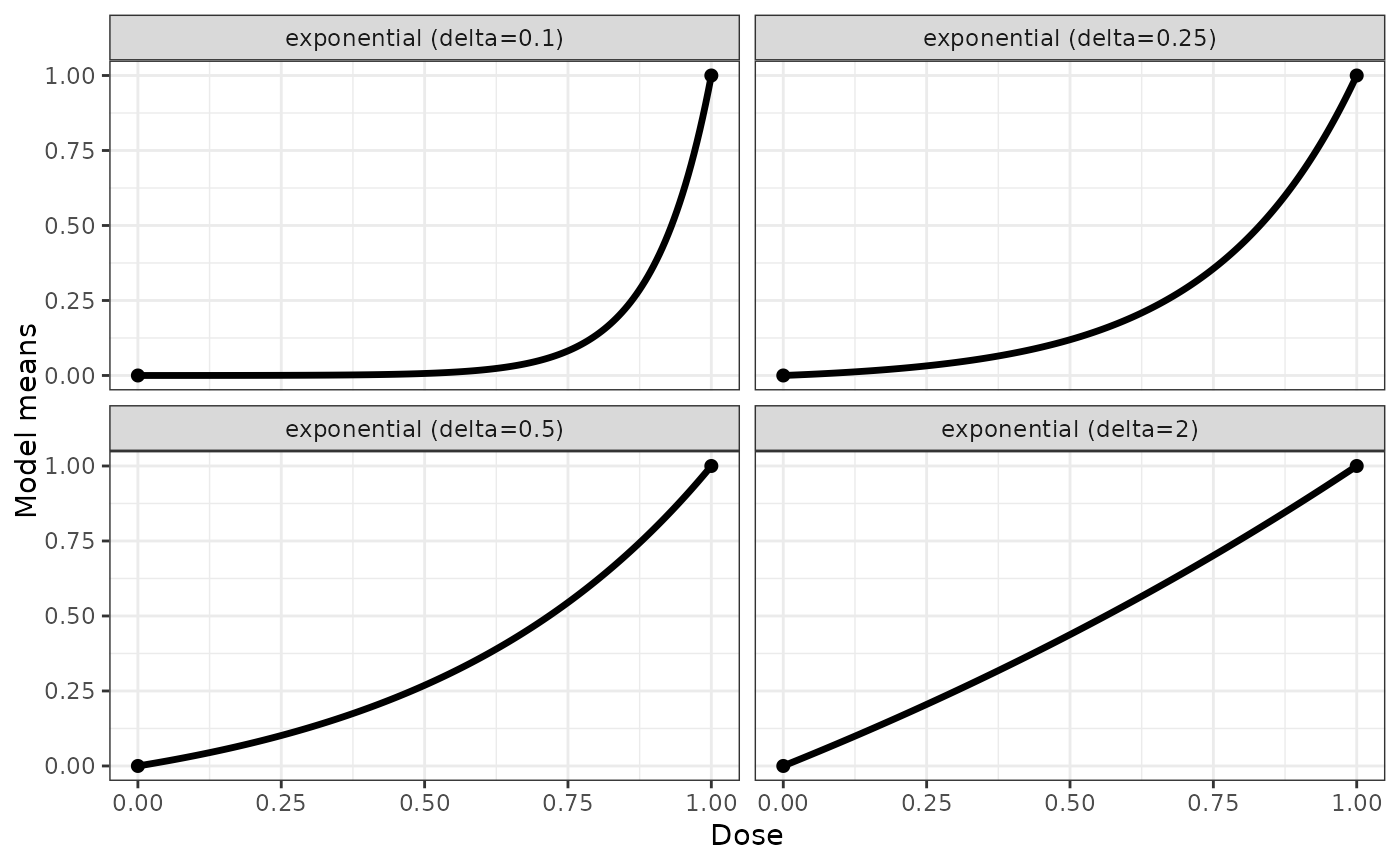 exponential (delta=0.1)
exponential (delta=0.25)
1.00
0.75
0.50
0.25
0.00
exponential (delta=0.5)
exponential (delta=2)
1.00
0.75
0.50
0.25
0.00
0.00 0.25 0.50 0.75 1.00
0.00 0.25 0.50 0.75 1.00
Dose
Model means